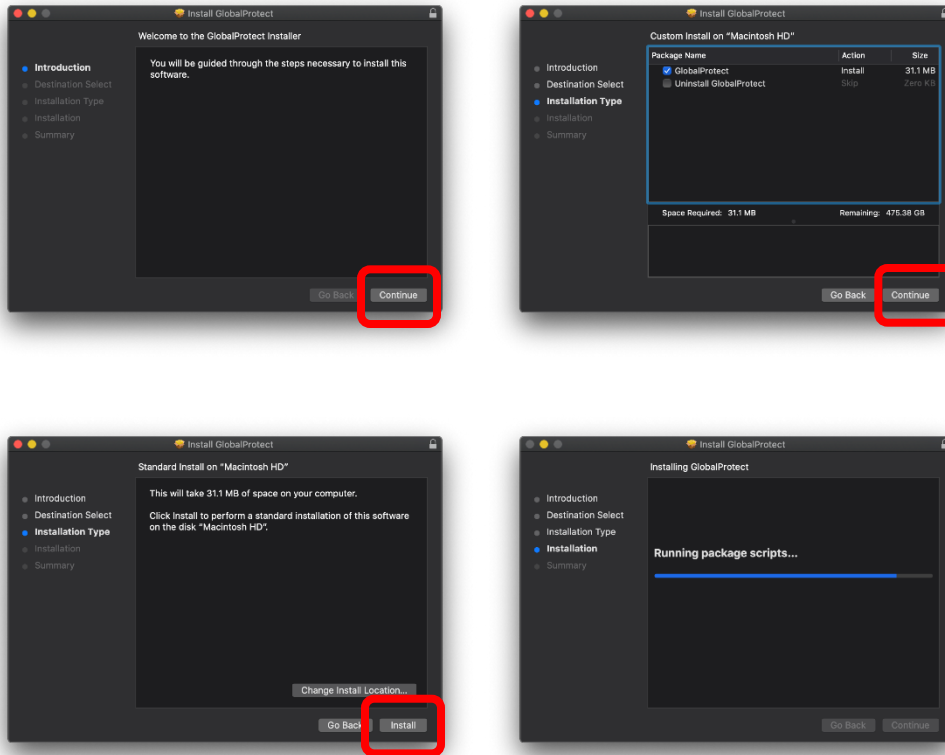 Install GlobalProtect
Welcome to the GlobalProtect Installer
Introduction
Destination Select
Installation Type
Installation
Summary
You will be guided through the steps necessary to install this
software.
Go Back Continue
Install GlobalProtect
Custom Install on "Macintosh HD"
Introduction
Destination Select
Installation Type
Installation
Summary
Package Name Action Size
GlobalProtect Install 31.1 MB
Uninstall GlobalProtect Skip Zero KB
Space Required: 31.1 MB Remaining: 475.38 GB
Go Back Continue
Install GlobalProtect
Standard Install on "Macintosh HD"
Introduction
Destination Select
Installation Type
Installation
Summary
This will take 31.1 MB of space on your computer.
Click Install to perform a standard installation of this software
on the disk "Macintosh HD".
Change Install Location...
Go Back Install
Install GlobalProtect
Installing GlobalProtect
Introduction
Destination Select
Installation Type
Installation
Summary
Running package scripts...
Go Back Continue